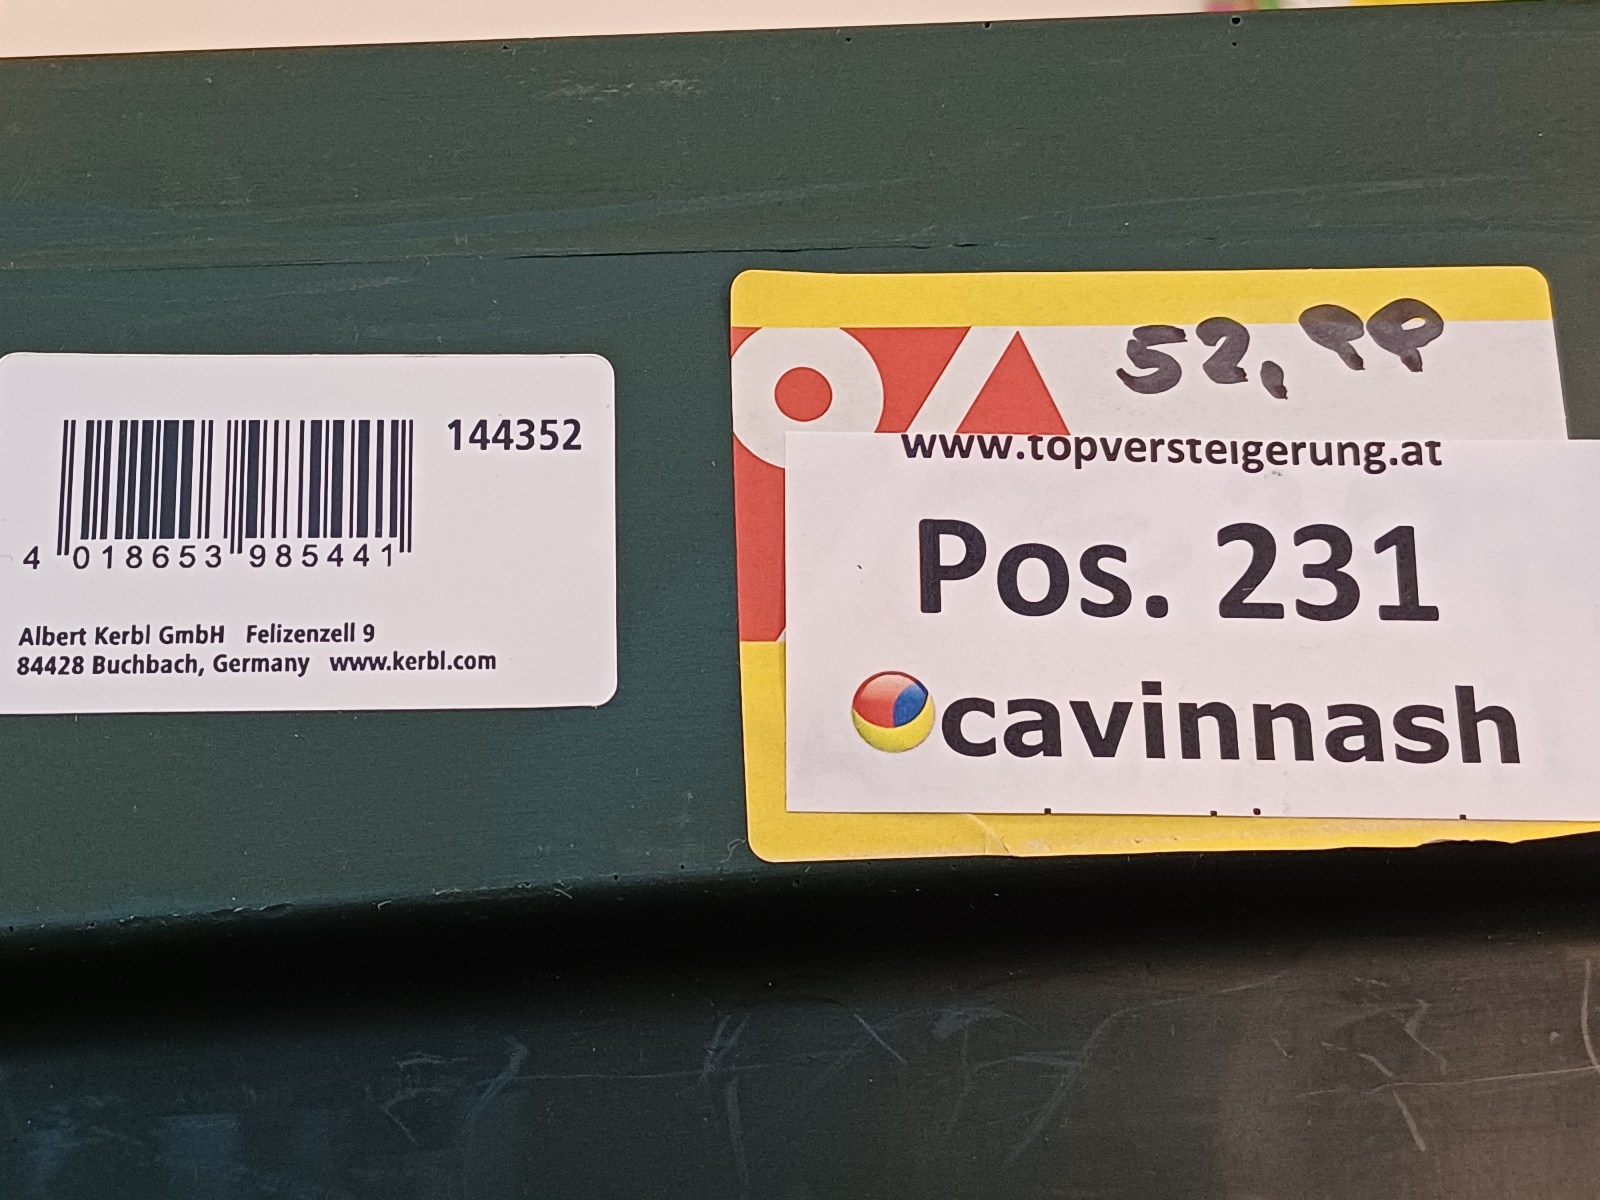 144352
4 018653 985441
Albert Kerbl GmbH Felizenzell 9
84428 Buchbach, Germany www.kerbl.com
52,99
www.topversteigerung.at
Pos. 231
cavinnash